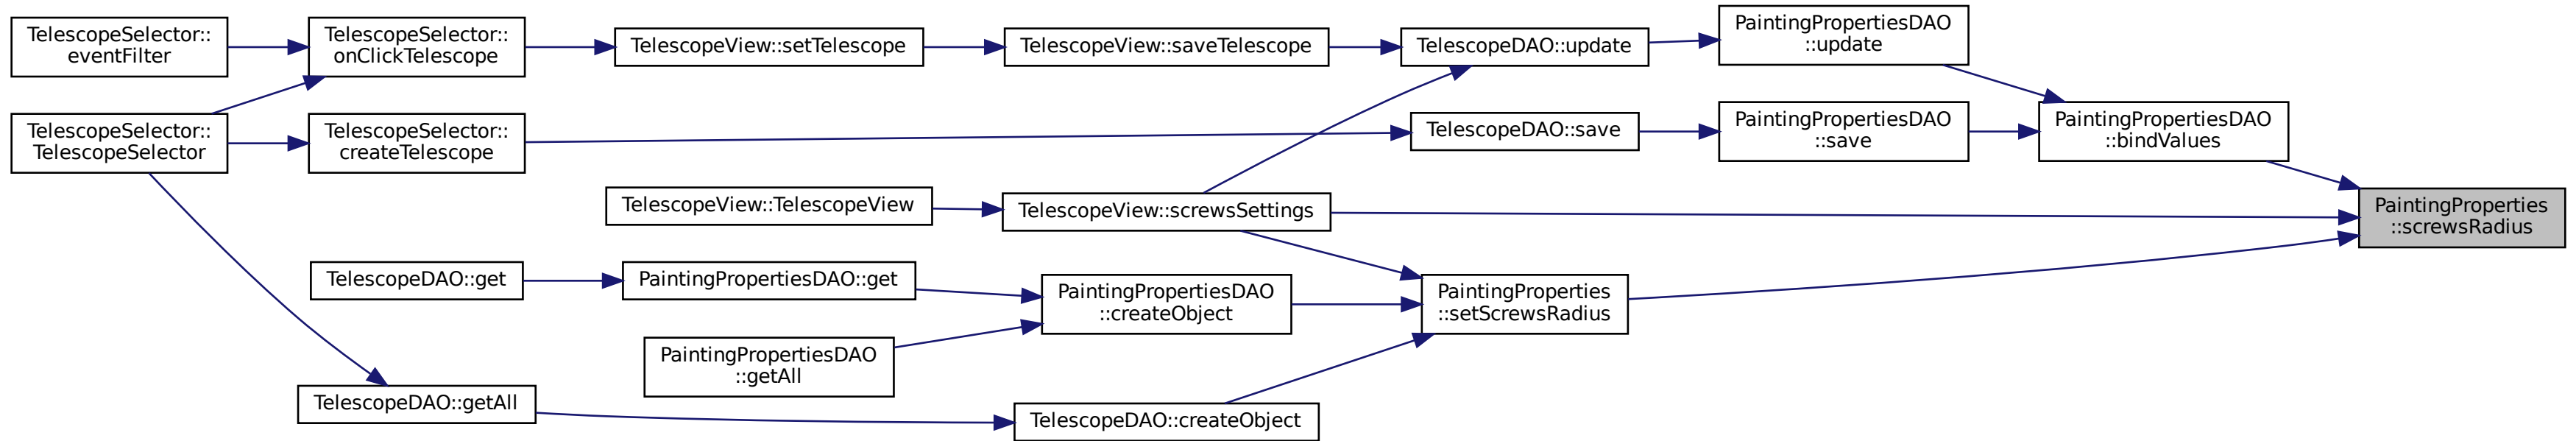 TelescopeSelector::
eventFilter
TelescopeSelector::
onClickTelescope
TelescopeView::setTelescope
TelescopeView::saveTelescope
TelescopeDAO::update
PaintingPropertiesDAO
::update
TelescopeSelector::
TelescopeSelector
TelescopeSelector::
createTelescope
TelescopeDAO::save
PaintingPropertiesDAO
::save
PaintingPropertiesDAO
::bindValues
TelescopeView::TelescopeView
TelescopeView::screwsSettings
PaintingProperties
::screwsRadius
TelescopeDAO::get
PaintingPropertiesDAO::get
PaintingPropertiesDAO
::createObject
PaintingProperties
::setScrewsRadius
PaintingPropertiesDAO
::getAll
TelescopeDAO::getAll
TelescopeDAO::createObject